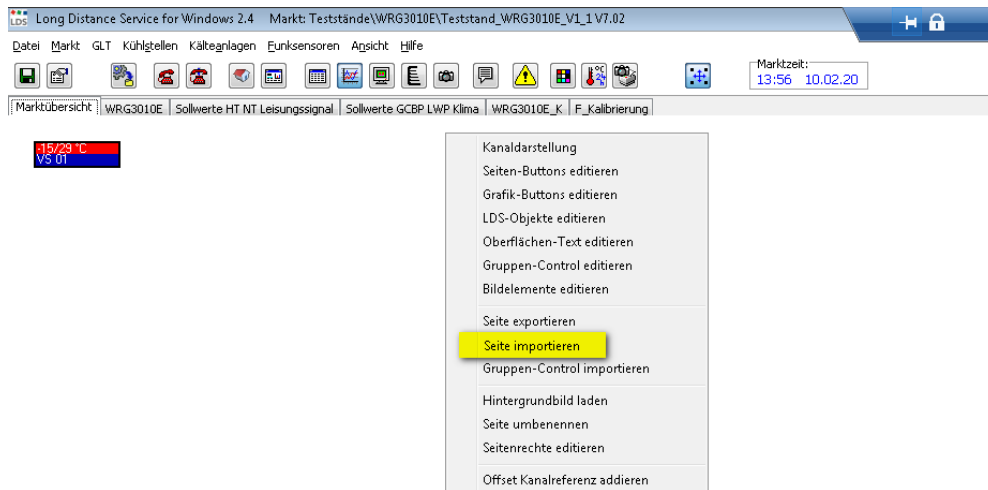 LDS Long Distance Service for Windows 2.4 Markt: Teststände\WRG3010E\Teststand_WRG3010E_V1_1 V7.02
Datei Markt GLT Kühlstellen Kälteanlagen Funksensoren Ansicht Hilfe
Marktzeit:
13:56 10.02.20
Marktübersicht WRG3010E Sollwerte HT NT Leisungssignal Sollwerte GCBP LWP Klima WRG3010E_K F_Kalibrierung
-15/29 °C
VS 01
Kanaldarstellung
Seiten-Buttons editieren
Grafik-Buttons editieren
LDS-Objekte editieren
Oberflächen-Text editieren
Gruppen-Control editieren
Bildelemente editieren
Seite exportieren
Seite importieren
Gruppen-Control importieren
Hintergrundbild laden
Seite umbenennen
Seitenrechte editieren
Offset Kanalreferenz addieren